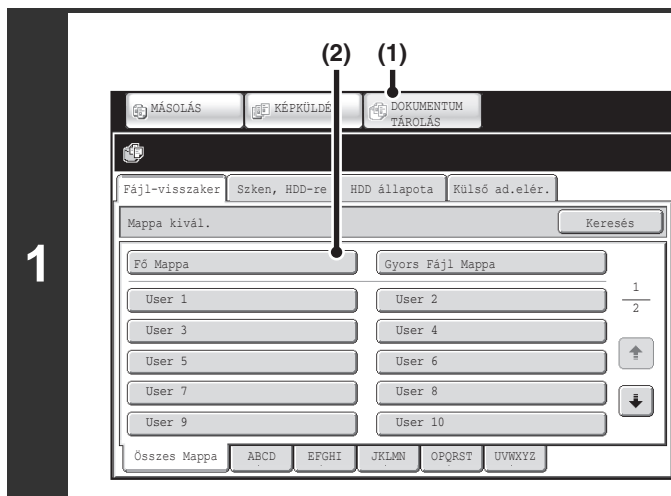 1
(2) (1)
MÁSOLÁS
DOKUMENTUM
TÁROLÁS
Fájl-visszaker Szken, HDD-re HDD állapota Külső ad.elér.
Mappa kivál. Keresés
Fő Mappa Gyors Fájl Mappa
User 1 User 2
User 3 User 4
User 5 User 6
User 7 User 8
User 9 User 10
1
2
Összes Mappa ABCD EFGHI JKLMN OPQRST UVWXYZ